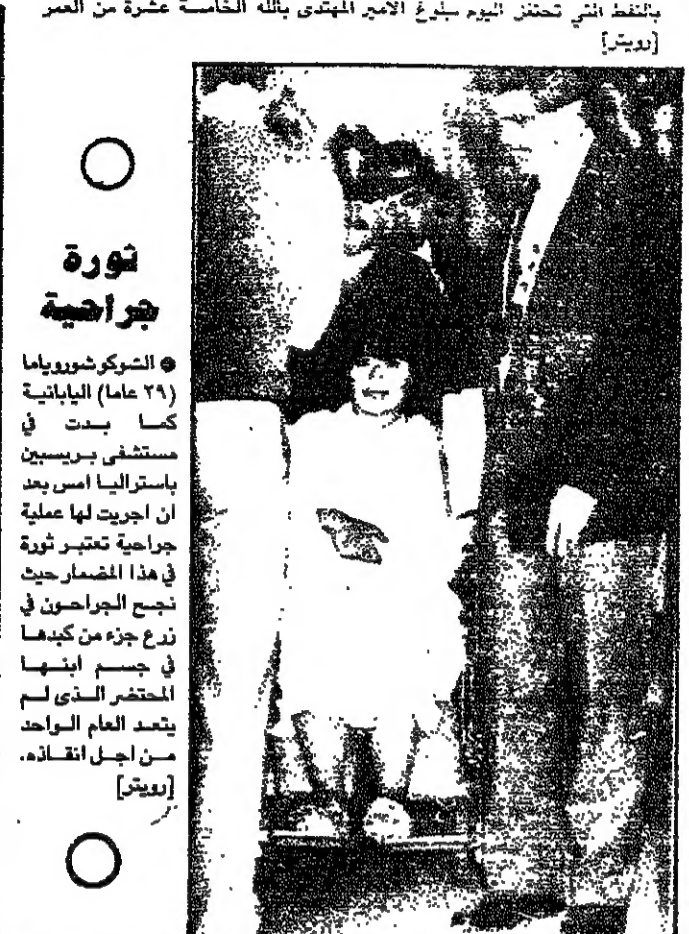 بالنفط التي تحتفل اليوم ببلوغ الامير المهتدى بالله الخامسة عشرة من العمر
[رويتر]
ثورة
جراحية
● التسوكو شوروياما
(٢٩ عاما) اليابانية
كما بدت في
مستشفى بريسبين
باستراليا امس بعد
ان اجريت لها عملية
جراحية تعتبر ثورة
في هذا المضمار حيث
نجح الجراحون في
زرع جزء من كبدها
في جسم ابنها
المحتضر الذى لم
يتعد العام الواحد
من اجل انقاذه.
[رويتر]